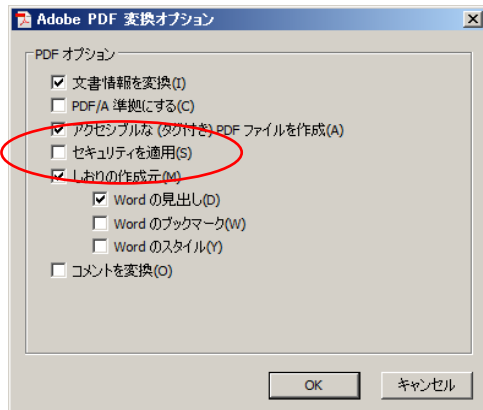 Adobe PDF 変換オプション
PDF オプション
文書情報を変換(I)
PDF/A 準拠にする(C)
アクセシブルな (タグ付き) PDF ファイルを作成(A)
セキュリティを適用(S)
しおりの作成元(M)
Word の見出し(D)
Word のブックマーク(W)
Word のスタイル(Y)
コメントを変換(O)
OK
キャンセル